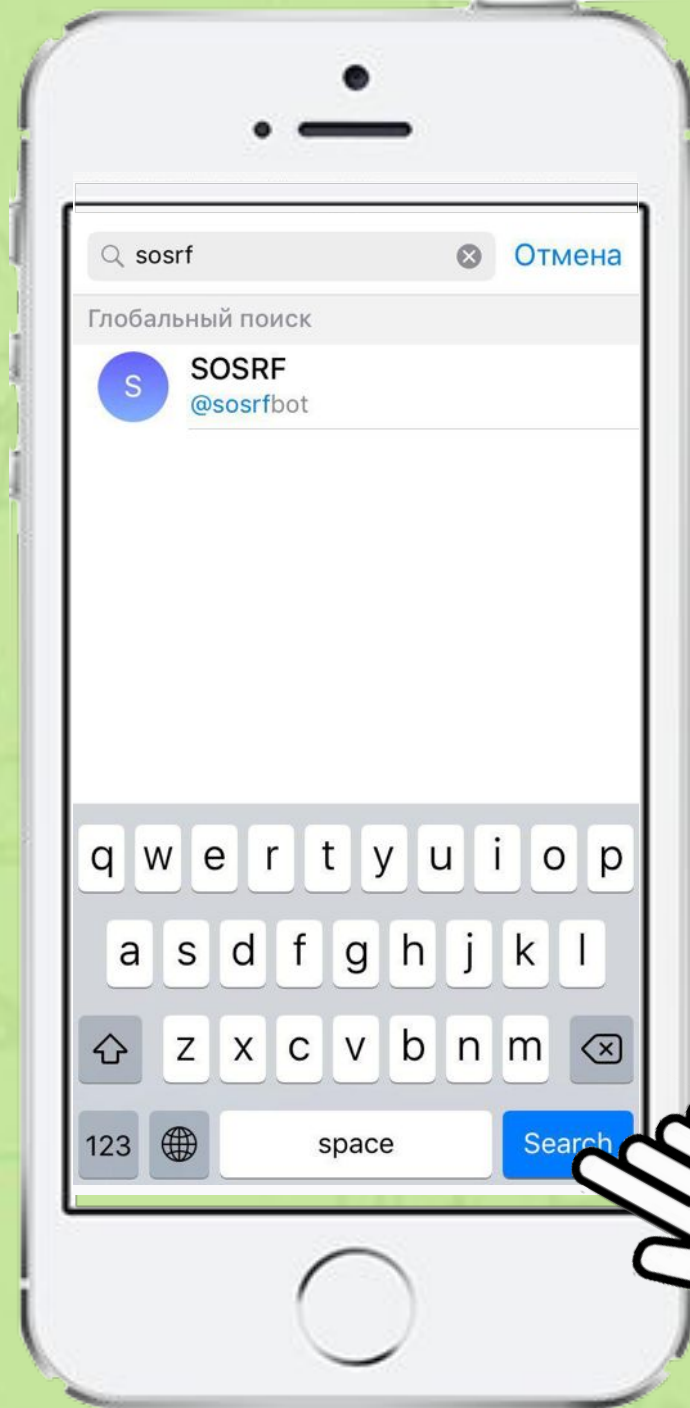 sosrf Отмена
Глобальный поиск
S SOSRF
@sosrfbot
q w e r t y u i o p
a s d f g h j k l
z x c v b n m
123 space Search